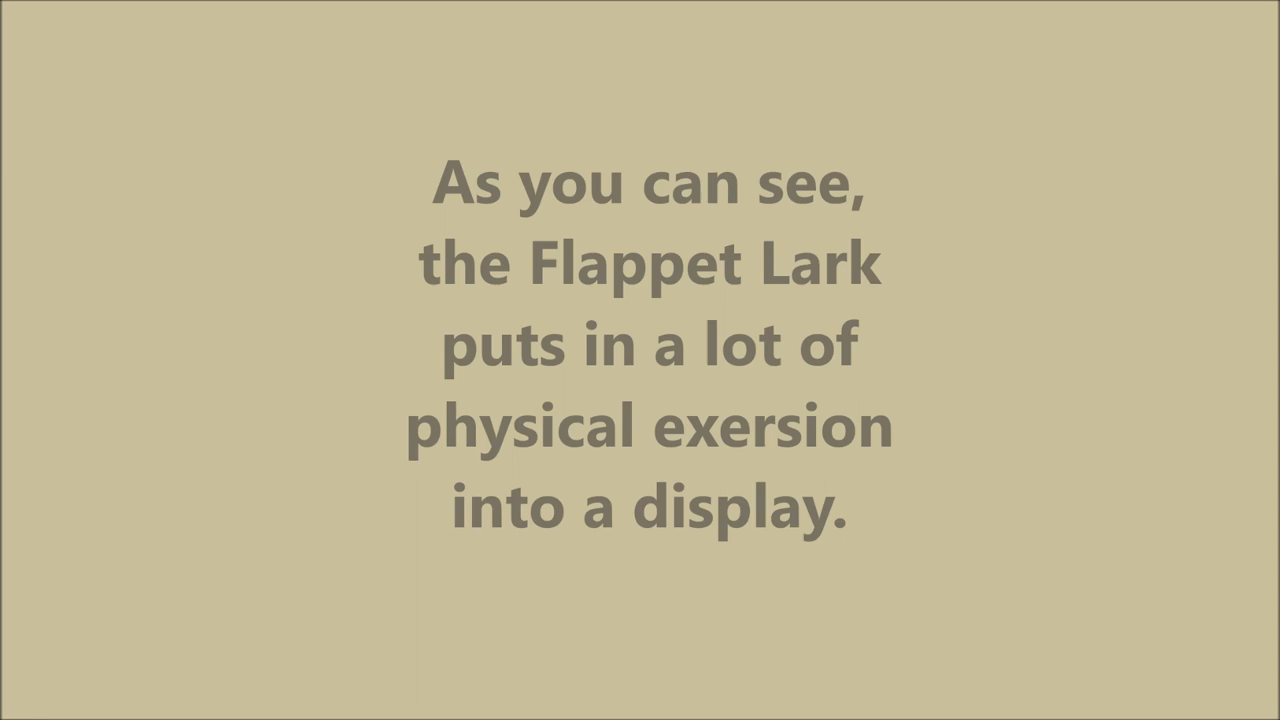 As you can see,
the Flappet Lark
puts in a lot of
physical exersion
into a display.